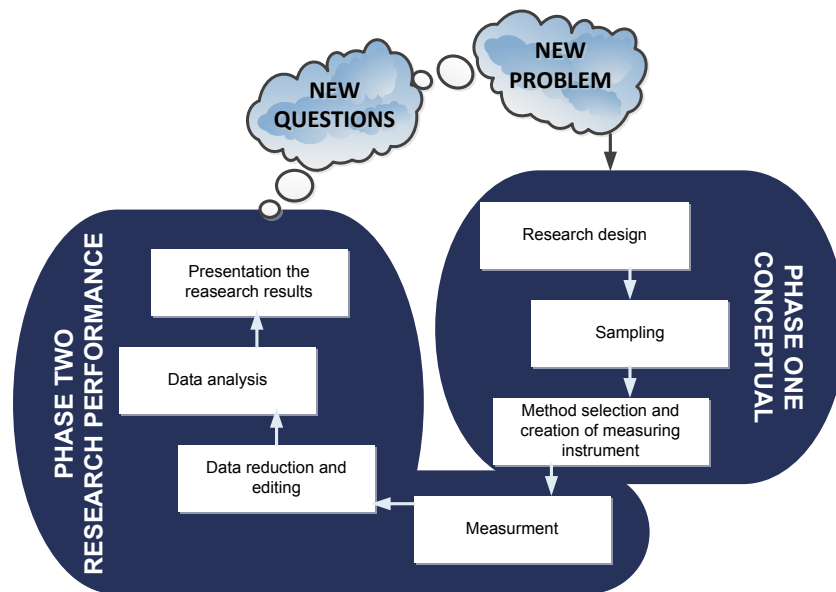 NEW
PROBLEM
NEW
QUESTIONS
PHASE ONE
CONCEPTUAL
Research design
Sampling
Method selection and
creation of measuring
instrument
PHASE TWO
RESEARCH PERFORMANCE
Measurment
Data reduction and
editing
Data analysis
Presentation the
reasearch results